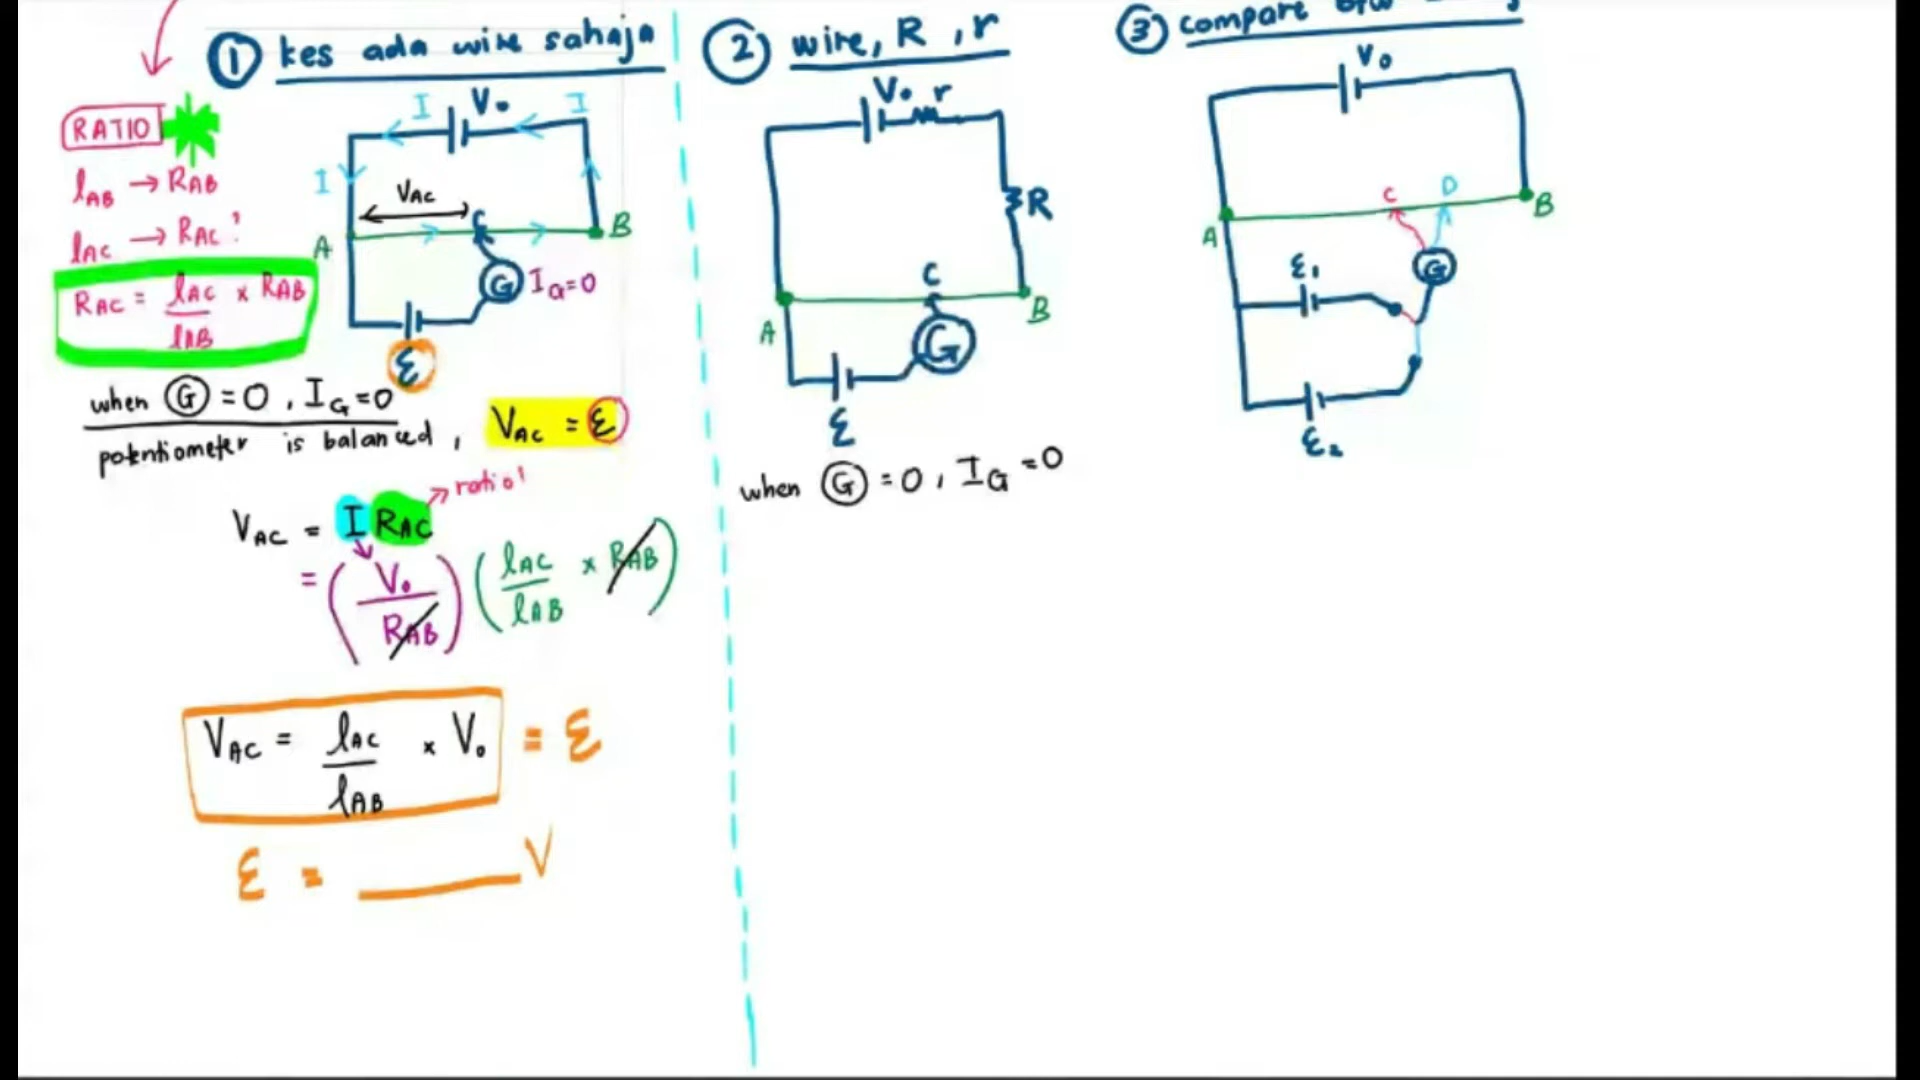 ① kes ada wire sahaja
RATIO
lAB → RAB
lAC → RAC?
RAC = lAC/lAB × RAB
I V₀ I
I
VAC
A C B
G IG=0
ε
when Ⓖ = 0 , IG = 0
potentiometer is balanced , VAC = ε
VAC = I RAC → ratio!
= (V₀/RAB) (lAC/lAB × RAB)
VAC = lAC/lAB × V₀ = ε
ε = ______ V
② wire, R , r
V₀ r
R
C
A B
G
ε
when Ⓖ = 0 , IG = 0
③ compare
V₀
C D
A B
ε₁ G
ε₂